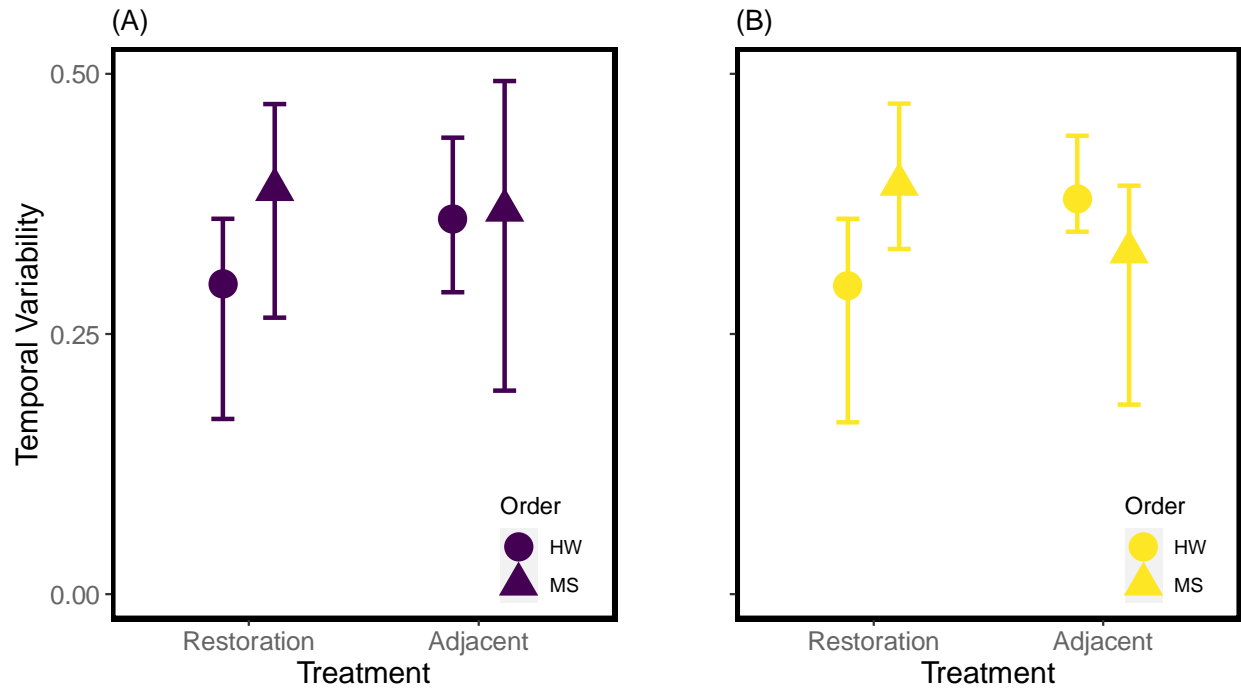 (A)
Temporal Variability
0.50
0.25
0.00
Order
HW
MS
Restoration
Adjacent
Treatment
(B)
Order
HW
MS
Restoration
Adjacent
Treatment